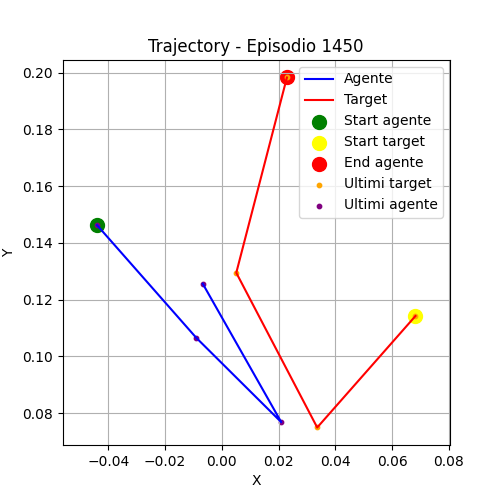 Trajectory - Episodio 1450
Agente
Target
Start agente
Start target
End agente
Ultimi target
Ultimi agente
0.20
0.18
0.16
0.14
0.12
0.10
0.08
Y
−0.04
−0.02
0.00
0.02
0.04
0.06
0.08
X